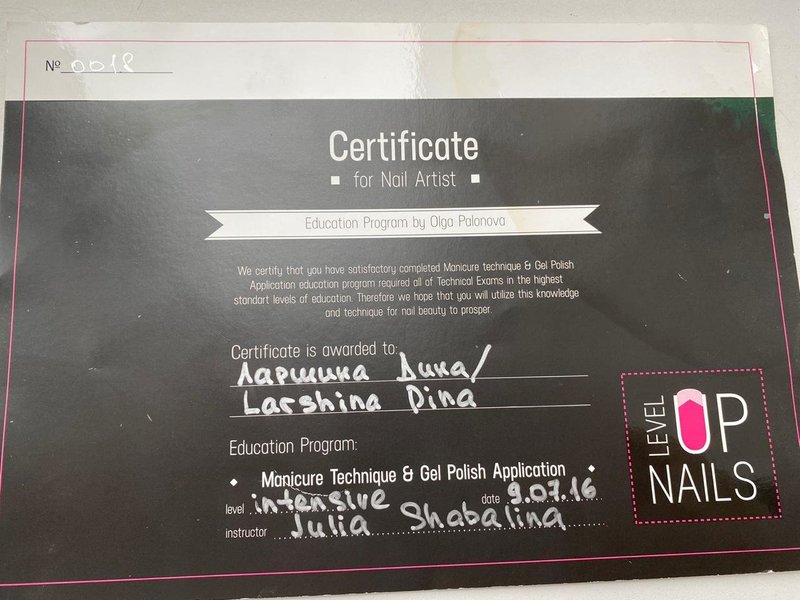 № 0018
Certificate
for Nail Artist
Education Program by Olga Palonova
We certify that you have satisfactory completed Manicure technique & Gel Polish
Application education program required all of Technical Exams in the highest
standart levels of education. Therefore we hope that you will utilize this knowledge
and technique for nail beauty to prosper.
Certificate is awarded to:
Ларшина Дина/
Larshina Dina
Education Program:
Manicure Technique & Gel Polish Application
level intensive date 9.07.16
instructor Julia Shabalina
LEVEL UP
NAILS